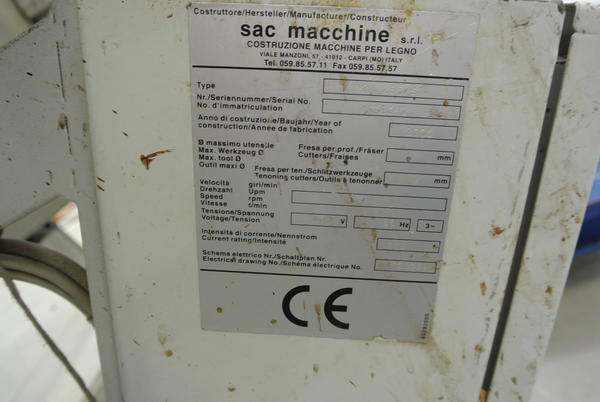 Costruttore/Hersteller/Manufacturer/Constructeur
sac macchine s.r.l.
COSTRUZIONE MACCHINE PER LEGNO
VIALE MANZONI, 57 - 41012 - CARPI (MO) ITALY
Tel. 059.85.57.11 Fax 059.85.57.57
Type
Nr./Seriennummer/Serial No.
No. d'immatriculation
Anno di costruzione/Baujahr/Year of
construction/Année de fabrication
Ø massimo utensile
Max. Werkzeug Ø
Max. tool Ø
Outil maxi Ø
Fresa per prof./Fräser
Cutters/Fraises mm
Fresa per ten./Schlitzwerkzeuge
Tenoning cutters/Outils à tenonner mm
Velocità giri/min
Drehzahl Upm
Speed rpm
Vitesse t/min
Tensione/Spannung
Voltage/Tension V Hz 3~
Intensità di corrente/Nennstrom
Current rating/Intensité
Schema elettrico Nr./Schaltplan Nr.
Electrical drawing No./Schéma électrique No.
CE